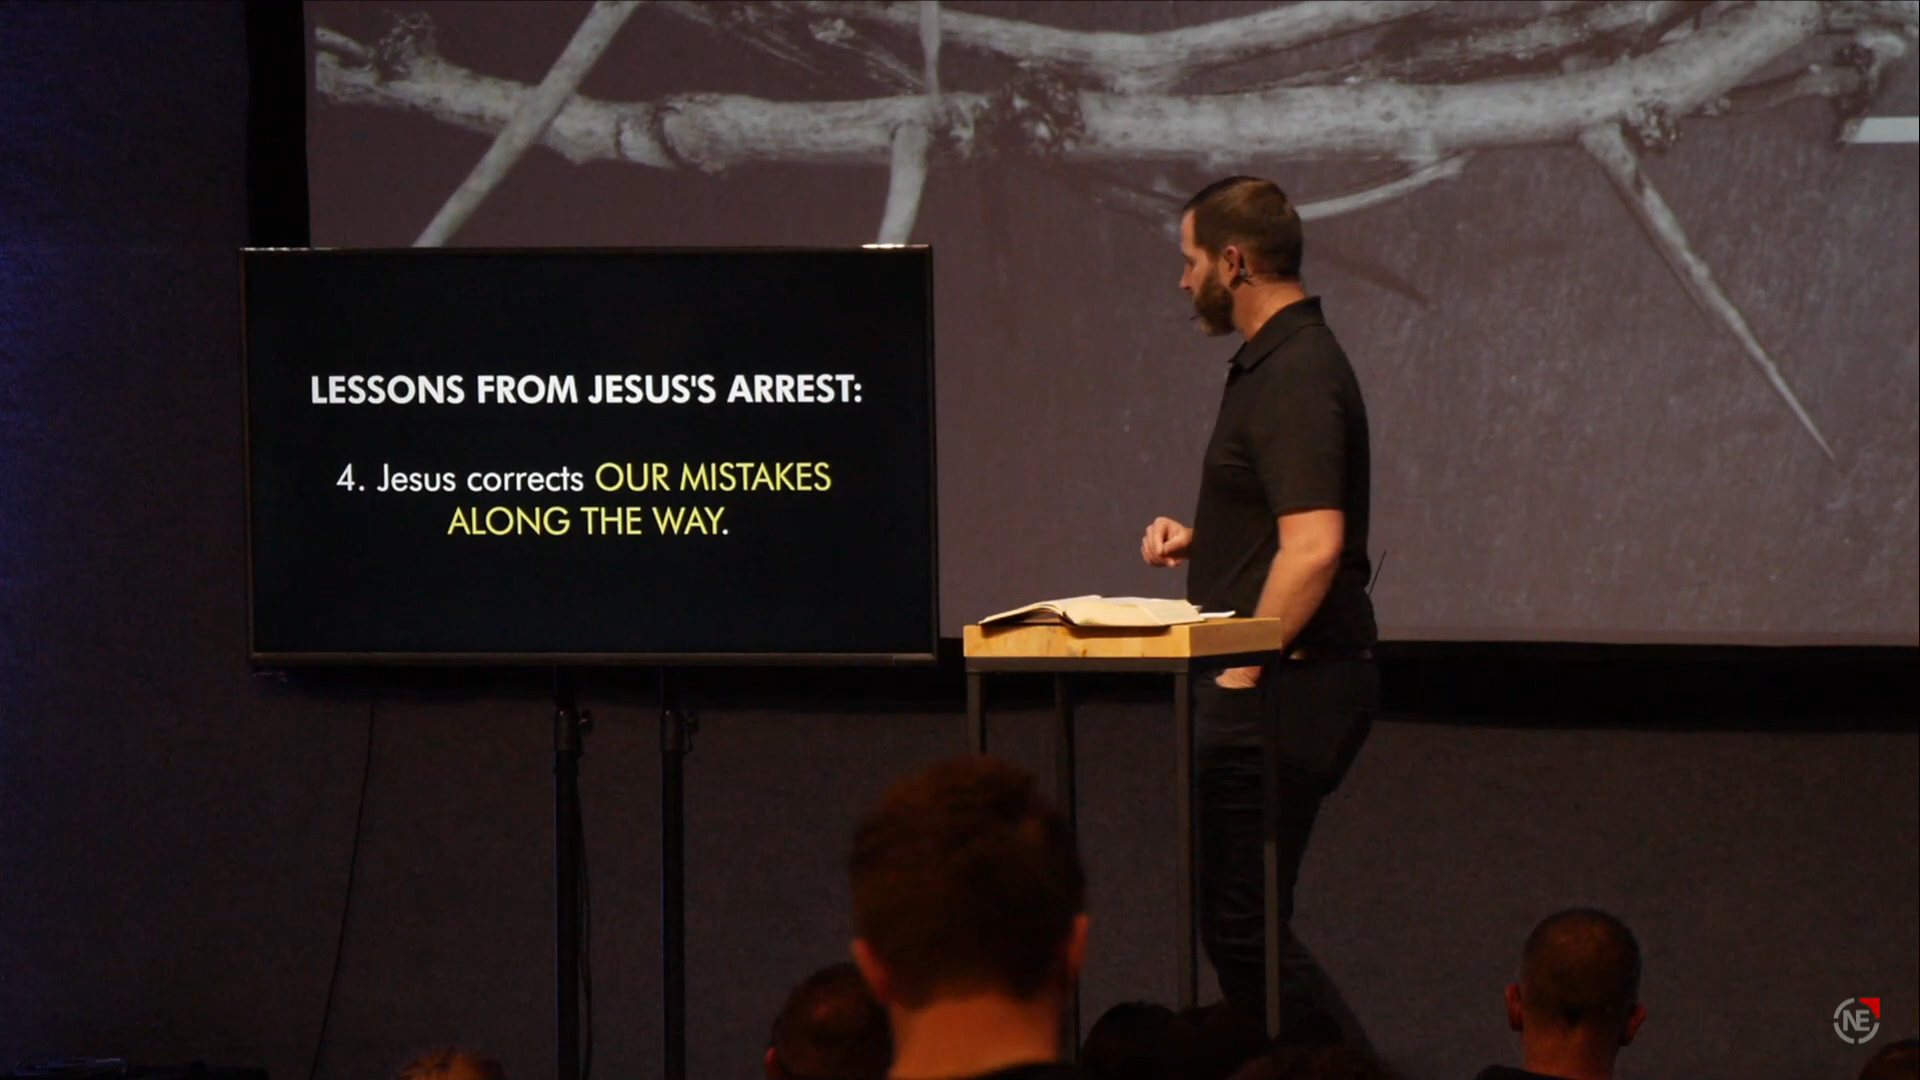 LESSONS FROM JESUS'S ARREST:
4. Jesus corrects OUR MISTAKES
ALONG THE WAY.
NE